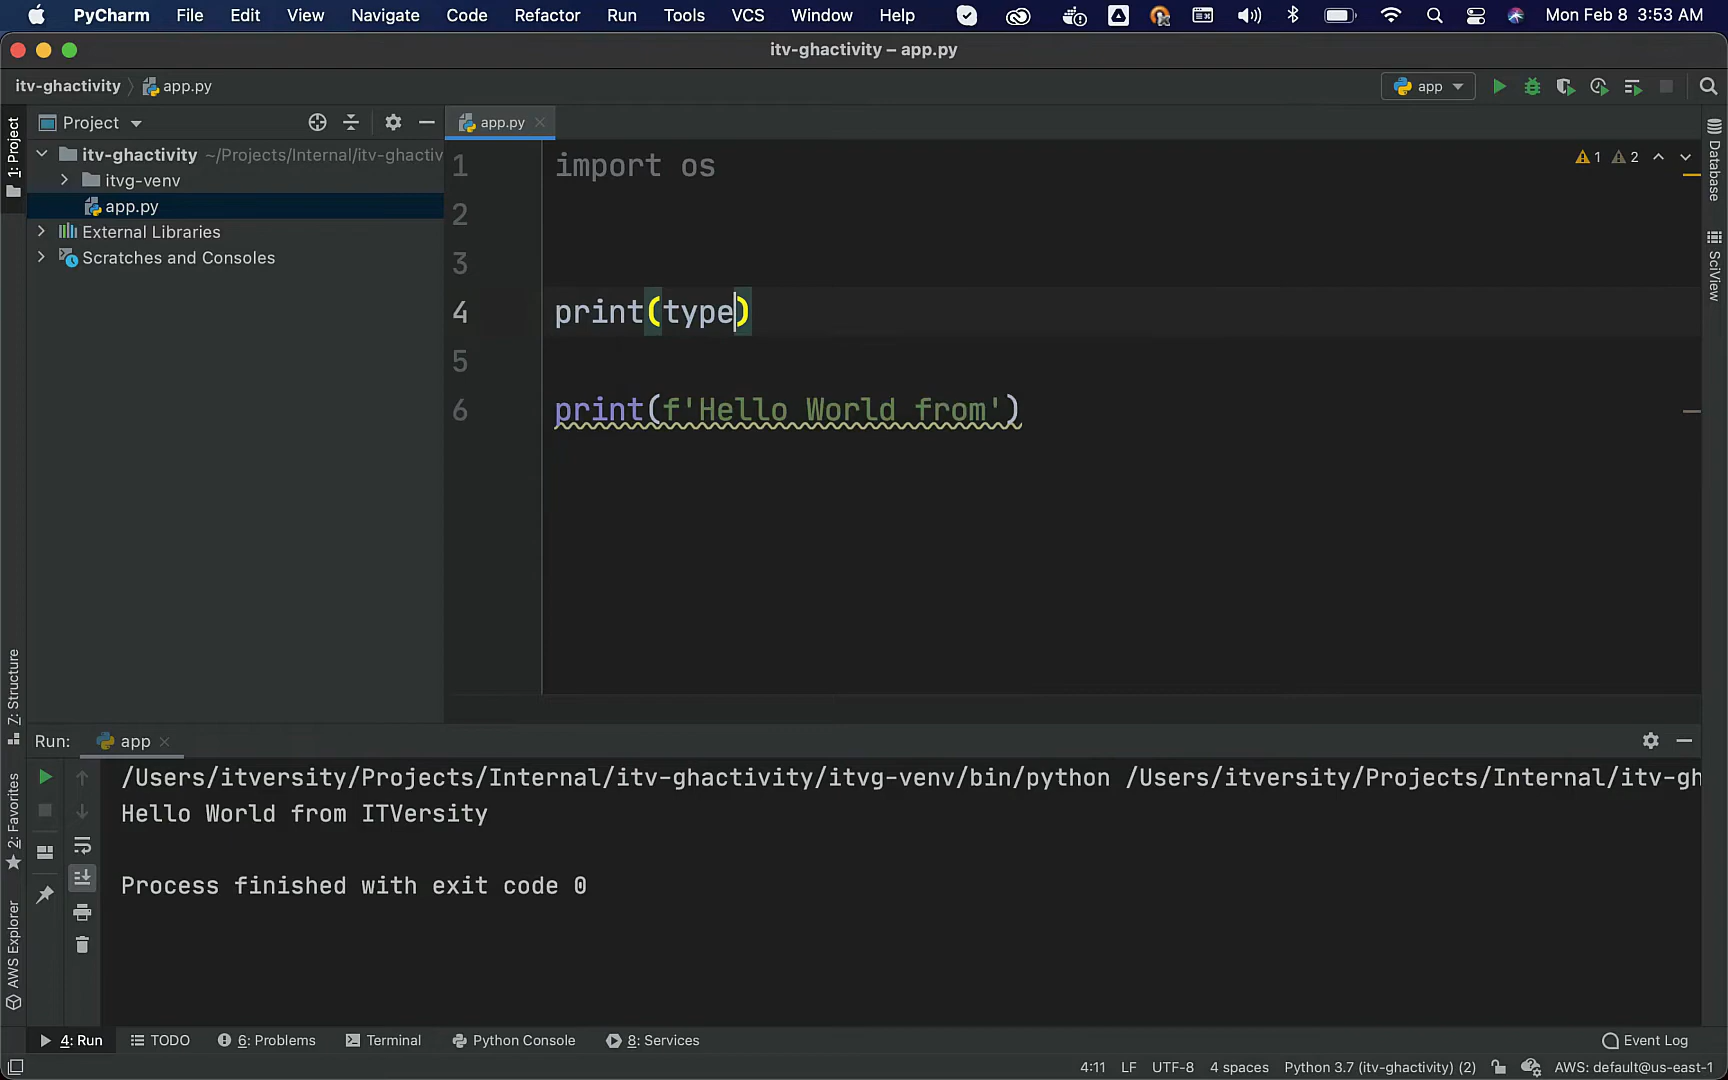 PyCharm File Edit View Navigate Code Refactor Run Tools VCS Window Help Mon Feb 8 3:53 AM
itv-ghactivity – app.py
itv-ghactivity app.py app
Project app.py
1: Project
itv-ghactivity ~/Projects/Internal/itv-ghactiv
itvg-venv
app.py
External Libraries
Scratches and Consoles
1 import os
2
3
4 print(type)
5
6 print(f'Hello World from')
1 2
Database
SciView
Z: Structure
2: Favorites
AWS Explorer
Run: app
/Users/itversity/Projects/Internal/itv-ghactivity/itvg-venv/bin/python /Users/itversity/Projects/Internal/itv-gh
Hello World from ITVersity
Process finished with exit code 0
4: Run TODO 6: Problems Terminal Python Console 8: Services Event Log
4:11 LF UTF-8 4 spaces Python 3.7 (itv-ghactivity) (2) AWS: default@us-east-1